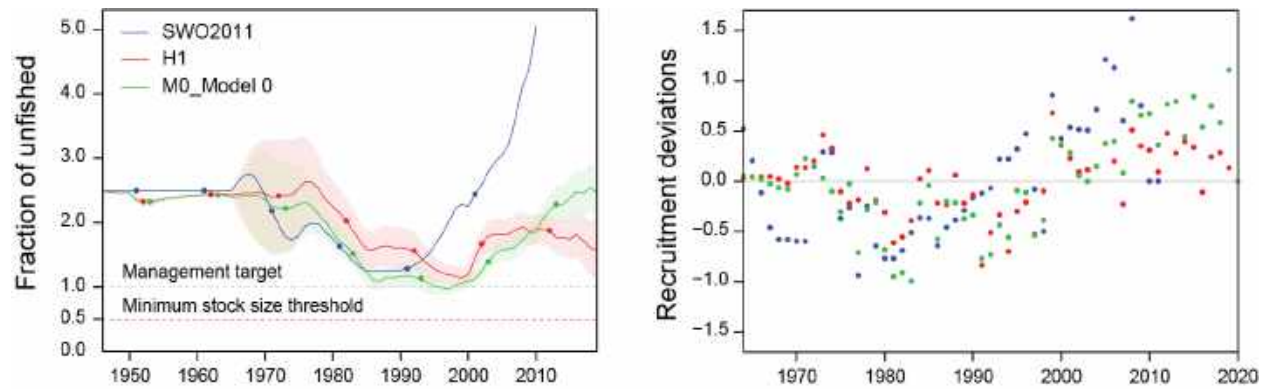 Fraction of unfished
5.0
4.0
3.0
2.0
1.0
0.5
0.0
SWO2011
H1
M0_Model 0
Management target
Minimum stock size threshold
1950 1960 1970 1980 1990 2000 2010
Recruitment deviations
1.5
1.0
0.5
0.0
−0.5
−1.0
−1.5
1970 1980 1990 2000 2010 2020